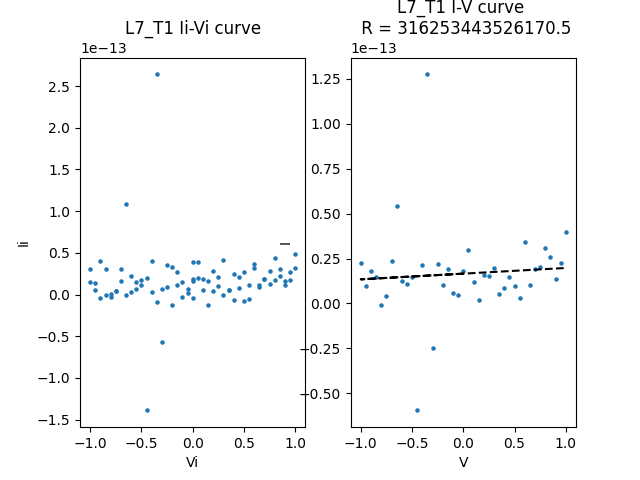 L7_T1 Ii-Vi curve
L7_T1 I-V curve
R = 316253443526170.5
1e−13
1e−13
2.5
2.0
1.5
1.0
0.5
0.0
−0.5
−1.0
−1.5
Ii
−1.0 −0.5 0.0 0.5 1.0
Vi
1.25
1.00
0.75
0.50
0.25
0.00
−0.25
−0.50
I
−1.0 −0.5 0.0 0.5 1.0
V